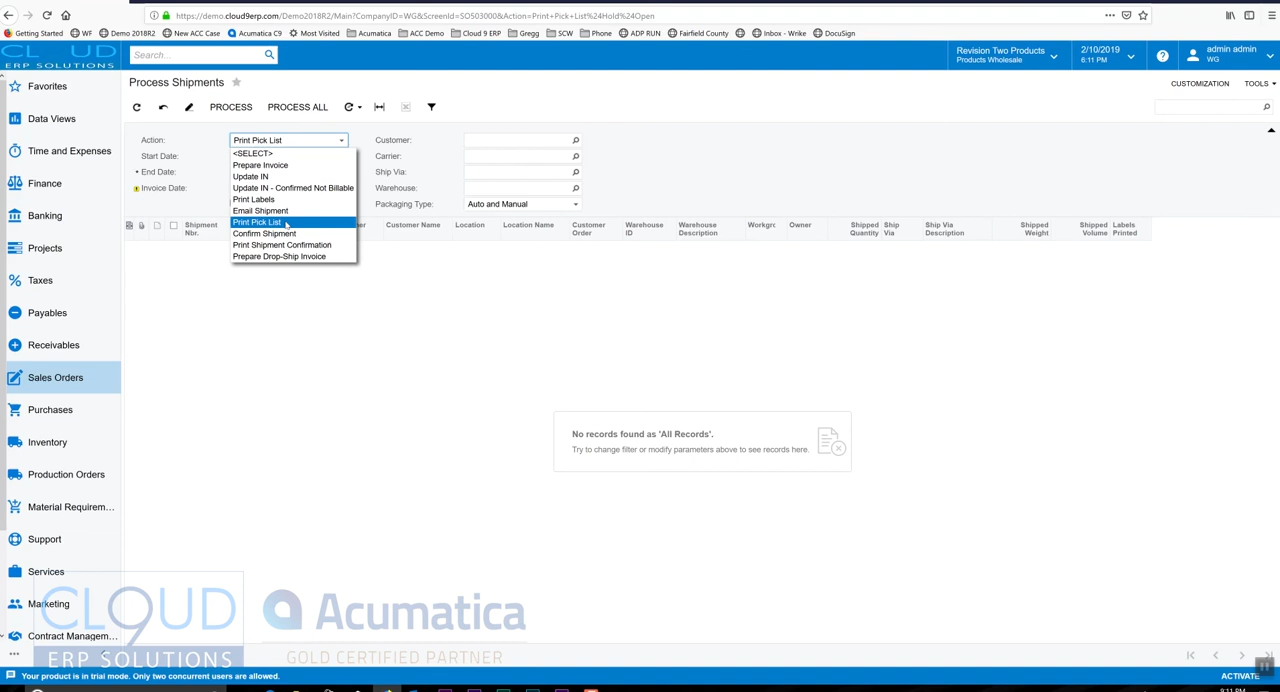 https://demo.cloud9erp.com/Demo2018R2/Main?CompanyID=WG&ScreenId=SO503000&Action=Print+Pick+List%24Hold%24Open
Getting Started WF Demo 2018R2 New ACC Case Acumatica C9 Most Visited Acumatica ACC Demo Cloud 9 ERP Gregg SCW Phone ADP RUN Fairfield County Inbox - Wrike DocuSign
CL UD
ERP SOLUTIONS
Search...
Revision Two Products
Products Wholesale
2/10/2019
6:11 PM
?
admin admin
WG
Favorites
Data Views
Time and Expenses
Finance
Banking
Projects
Taxes
Payables
Receivables
Sales Orders
Purchases
Inventory
Production Orders
Material Requirem...
Support
Services
Marketing
Contract Managem...
Process Shipments
CUSTOMIZATION TOOLS
PROCESS PROCESS ALL
Action: Print Pick List
Start Date:
End Date:
Invoice Date:
<SELECT>
Prepare Invoice
Update IN
Update IN - Confirmed Not Billable
Print Labels
Email Shipment
Print Pick List
Confirm Shipment
Print Shipment Confirmation
Prepare Drop-Ship Invoice
Customer:
Carrier:
Ship Via:
Warehouse:
Packaging Type: Auto and Manual
Shipment Nbr.
Customer Name
Location
Location Name
Customer Order
Warehouse ID
Warehouse Description
Workgrc
Owner
Shipped Quantity
Ship Via
Ship Via Description
Shipped Weight
Shipped Volume
Labels Printed
No records found as 'All Records'.
Try to change filter or modify parameters above to see records here.
CL9UD
ERP SOLUTIONS
Acumatica
GOLD CERTIFIED PARTNER
Your product is in trial mode. Only two concurrent users are allowed.
ACTIVATE
9:11 PM